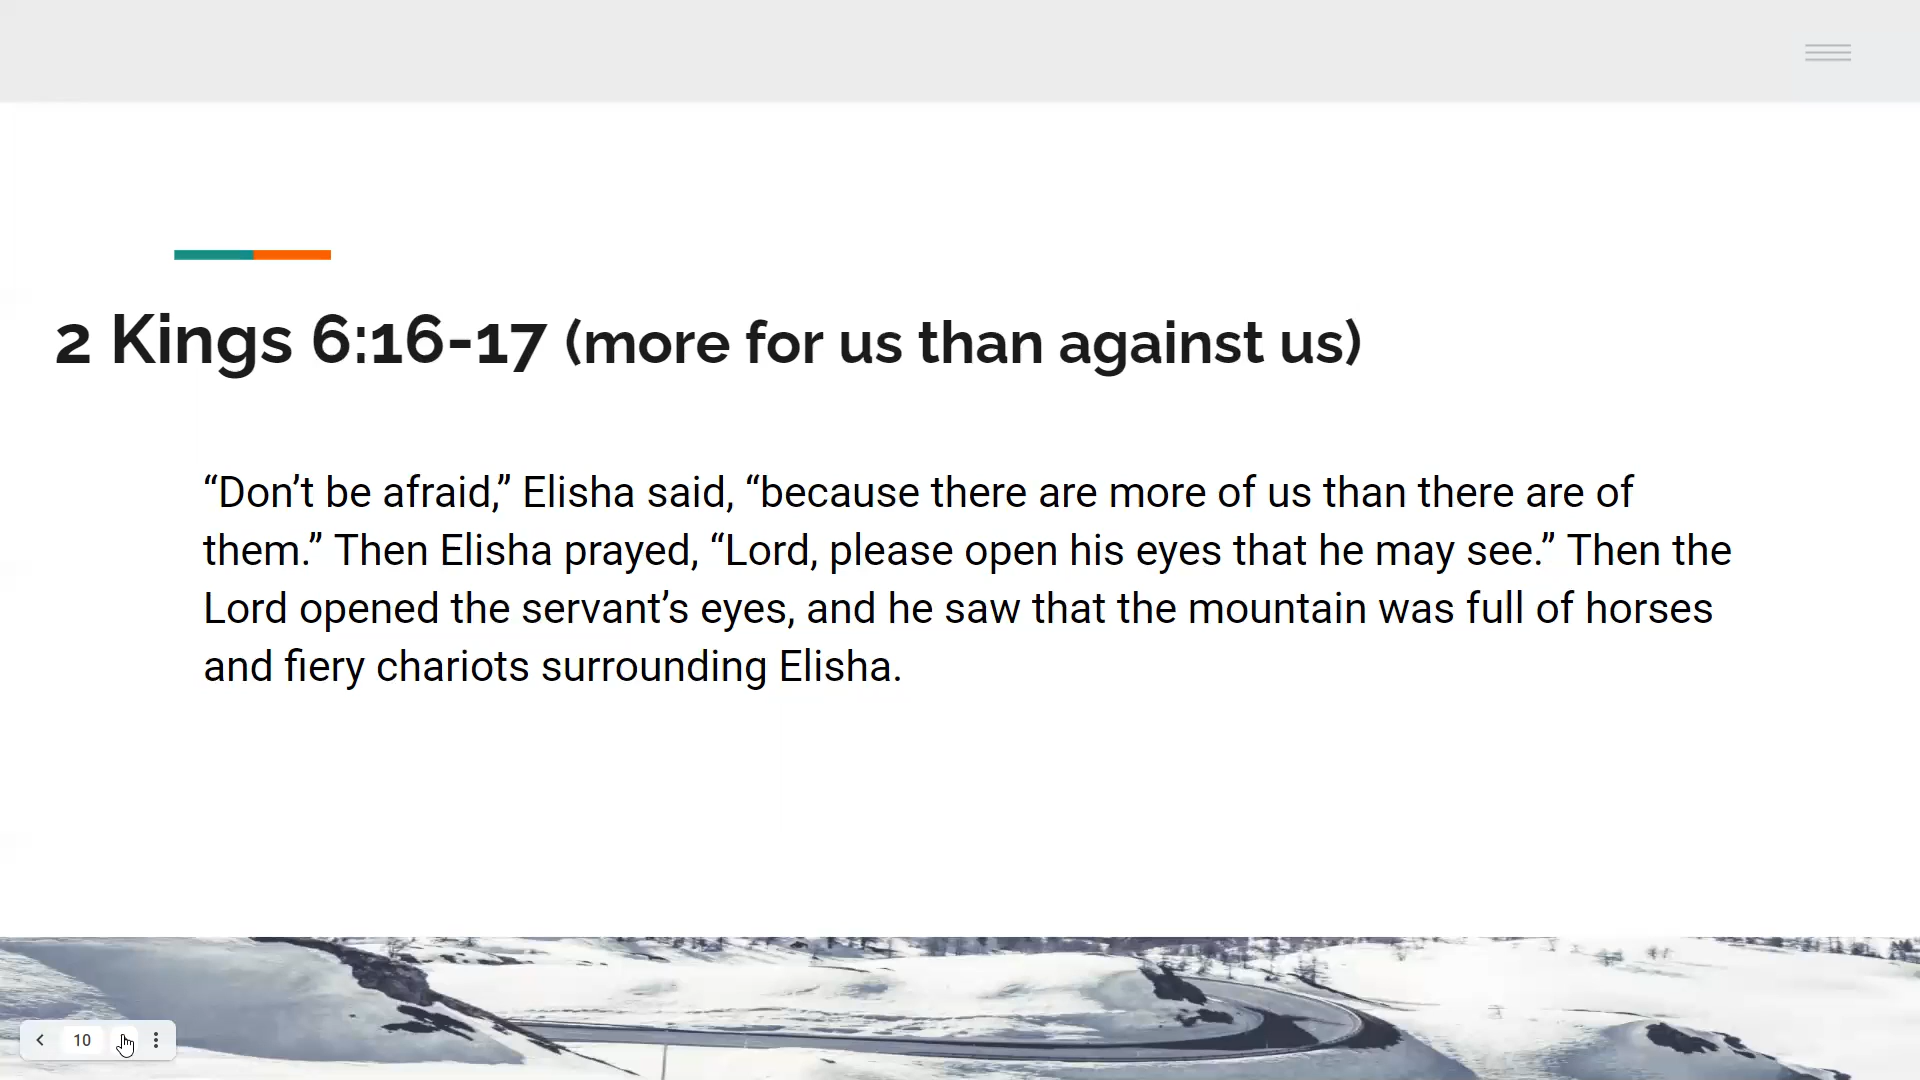 2 Kings 6:16-17 (more for us than against us)
“Don’t be afraid,” Elisha said, “because there are more of us than there are of
them.” Then Elisha prayed, “Lord, please open his eyes that he may see.” Then the
Lord opened the servant’s eyes, and he saw that the mountain was full of horses
and fiery chariots surrounding Elisha.
10